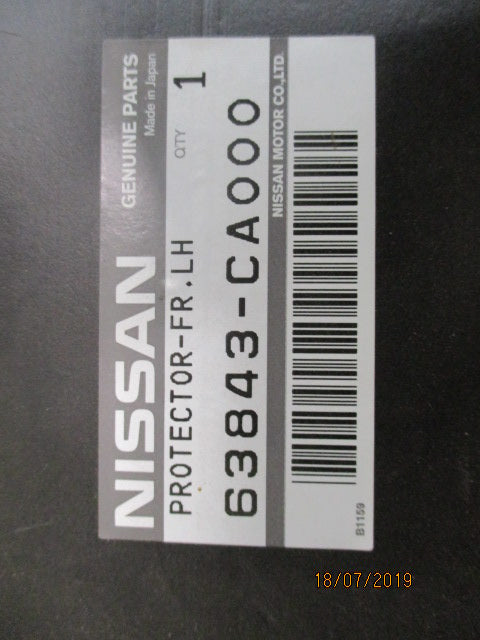 NISSAN
GENUINE PARTS
Made in Japan
PROTECTOR-FR.LH
QTY 1
63843-CA000
NISSAN MOTOR CO.,LTD.
B1159
18/07/2019